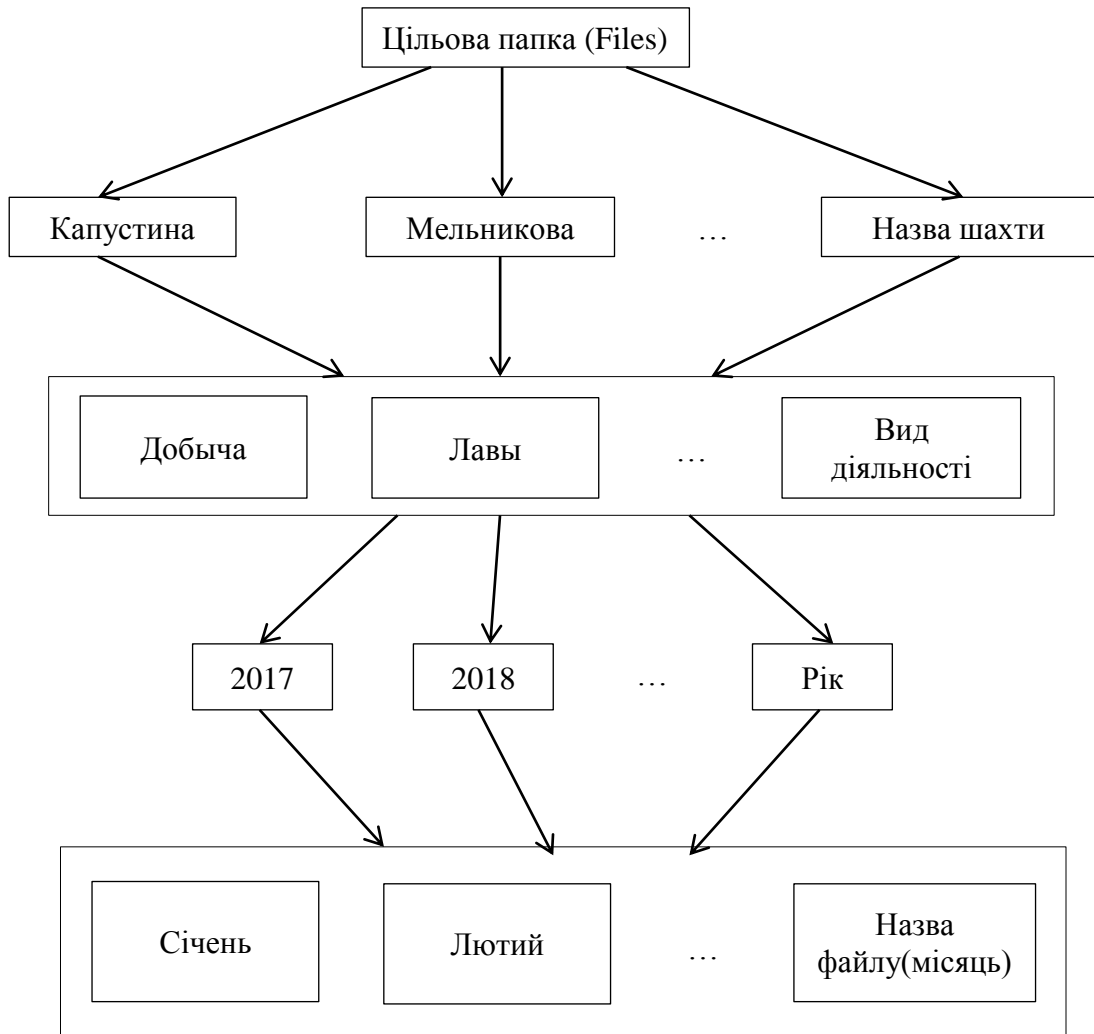 Цільова папка (Files)
Капустина
Мельникова
…
Назва шахти
Добыча
Лавы
…
Вид
діяльності
2017
2018
…
Рік
Січень
Лютий
…
Назва
файлу(місяць)